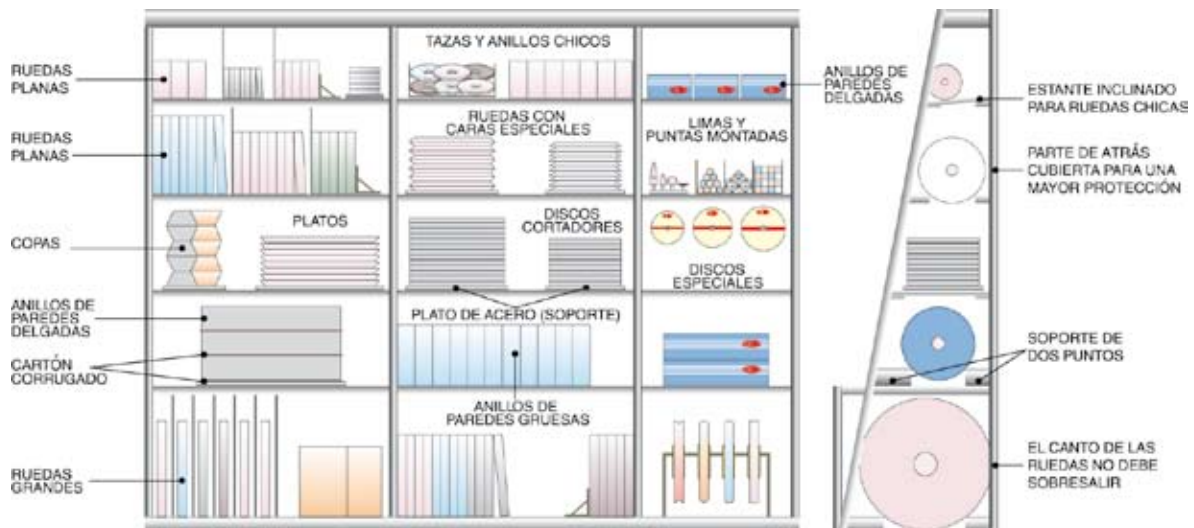 RUEDAS
PLANAS
RUEDAS
PLANAS
COPAS
ANILLOS DE
PAREDES
DELGADAS
CARTÓN
CORRUGADO
RUEDAS
GRANDES
PLATOS
TAZAS Y ANILLOS CHICOS
RUEDAS CON
CARAS ESPECIALES
DISCOS
CORTADORES
PLATO DE ACERO (SOPORTE)
ANILLOS DE
PAREDES GRUESAS
LIMAS Y
PUNTAS MONTADAS
DISCOS
ESPECIALES
ANILLOS DE
PAREDES
DELGADAS
ESTANTE INCLINADO
PARA RUEDAS CHICAS
PARTE DE ATRÁS
CUBIERTA PARA UNA
MAYOR PROTECCIÓN
SOPORTE DE
DOS PUNTOS
EL CANTO DE LAS
RUEDAS NO DEBE
SOBRESALIR